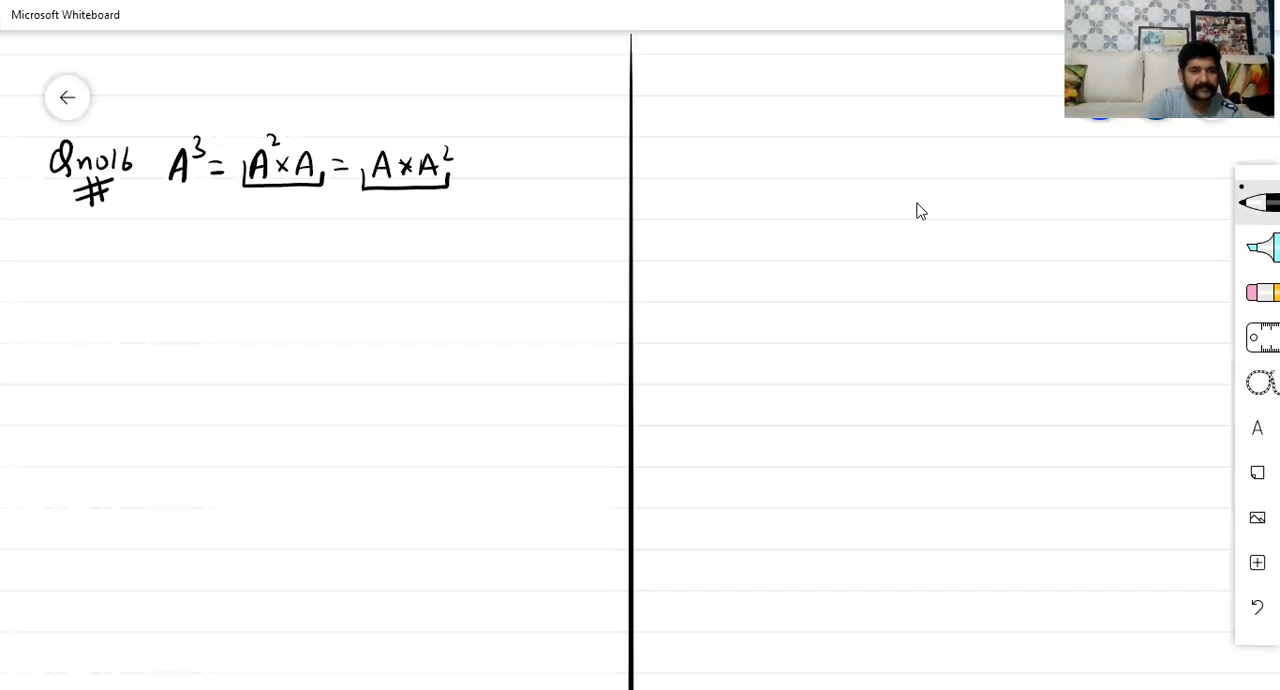 Microsoft Whiteboard
Qno16 A³ = A² × A = A × A²
#
A